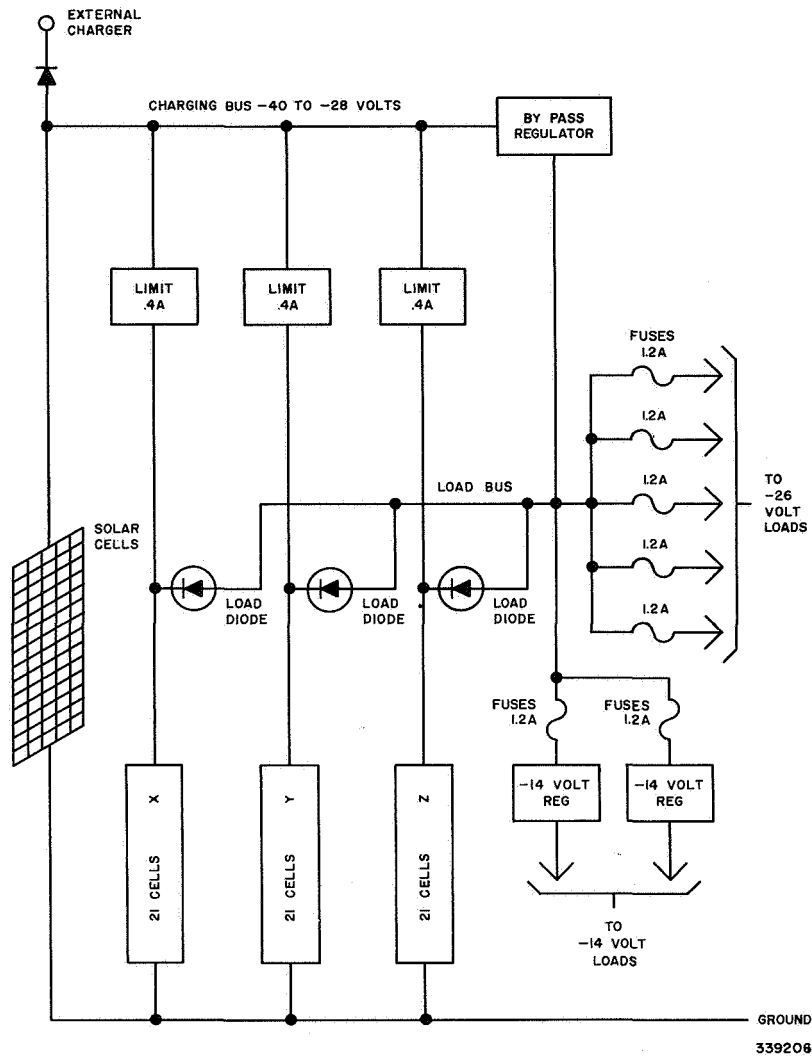 EXTERNAL
CHARGER
CHARGING BUS -40 TO -28 VOLTS
BY PASS
REGULATOR
LIMIT
.4A
LIMIT
.4A
LIMIT
.4A
FUSES
1.2A
1.2A
1.2A
1.2A
1.2A
TO
-26
VOLT
LOADS
LOAD BUS
SOLAR
CELLS
LOAD
DIODE
LOAD
DIODE
LOAD
DIODE
FUSES
1.2A
FUSES
1.2A
X
21 CELLS
Y
21 CELLS
Z
21 CELLS
-14 VOLT
REG
-14 VOLT
REG
TO
-14 VOLT
LOADS
GROUND
339206